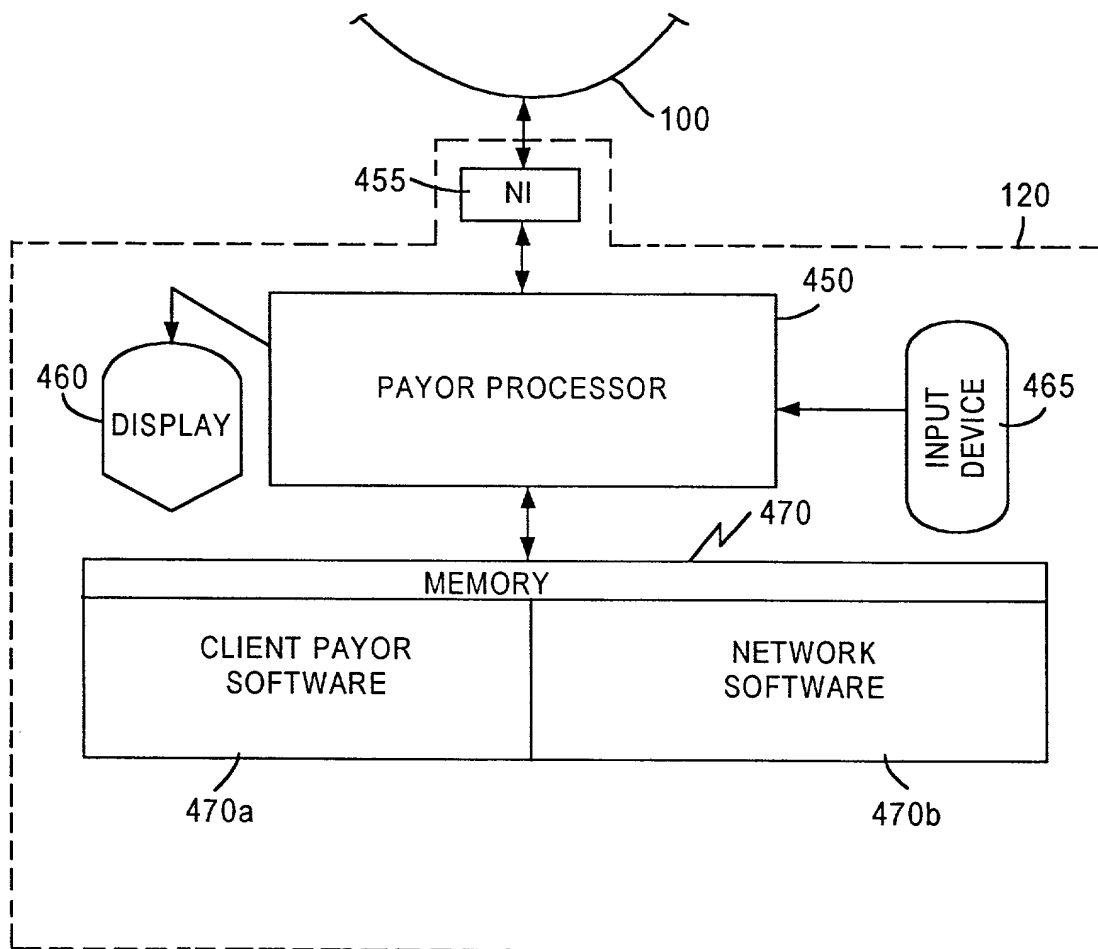 100
455
NI
120
450
PAYOR PROCESSOR
460
DISPLAY
INPUT
DEVICE
465
470
MEMORY
CLIENT PAYOR
SOFTWARE
NETWORK
SOFTWARE
470a
470b